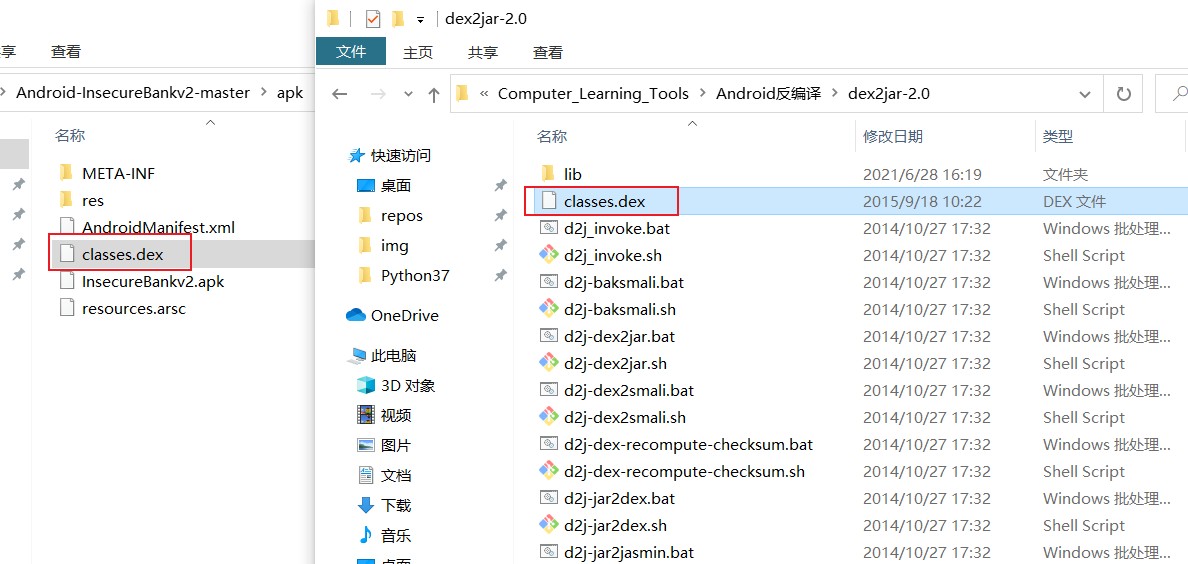 享 查看
Android-InsecureBankv2-master > apk
名称
META-INF
res
AndroidManifest.xml
classes.dex
InsecureBankv2.apk
resources.arsc
dex2jar-2.0
文件 主页 共享 查看
« Computer_Learning_Tools > Android反编译 > dex2jar-2.0
快速访问
桌面
repos
img
Python37
OneDrive
此电脑
3D 对象
视频
图片
文档
下载
音乐
桌面
名称 修改日期 类型
lib 2021/6/28 16:19 文件夹
classes.dex 2015/9/18 10:22 DEX 文件
d2j_invoke.bat 2014/10/27 17:32 Windows 批处理...
d2j_invoke.sh 2014/10/27 17:32 Shell Script
d2j-baksmali.bat 2014/10/27 17:32 Windows 批处理...
d2j-baksmali.sh 2014/10/27 17:32 Shell Script
d2j-dex2jar.bat 2014/10/27 17:32 Windows 批处理...
d2j-dex2jar.sh 2014/10/27 17:32 Shell Script
d2j-dex2smali.bat 2014/10/27 17:32 Windows 批处理...
d2j-dex2smali.sh 2014/10/27 17:32 Shell Script
d2j-dex-recompute-checksum.bat 2014/10/27 17:32 Windows 批处理...
d2j-dex-recompute-checksum.sh 2014/10/27 17:32 Shell Script
d2j-jar2dex.bat 2014/10/27 17:32 Windows 批处理...
d2j-jar2dex.sh 2014/10/27 17:32 Shell Script
d2j-jar2jasmin.bat 2014/10/27 17:32 Windows 批处理...